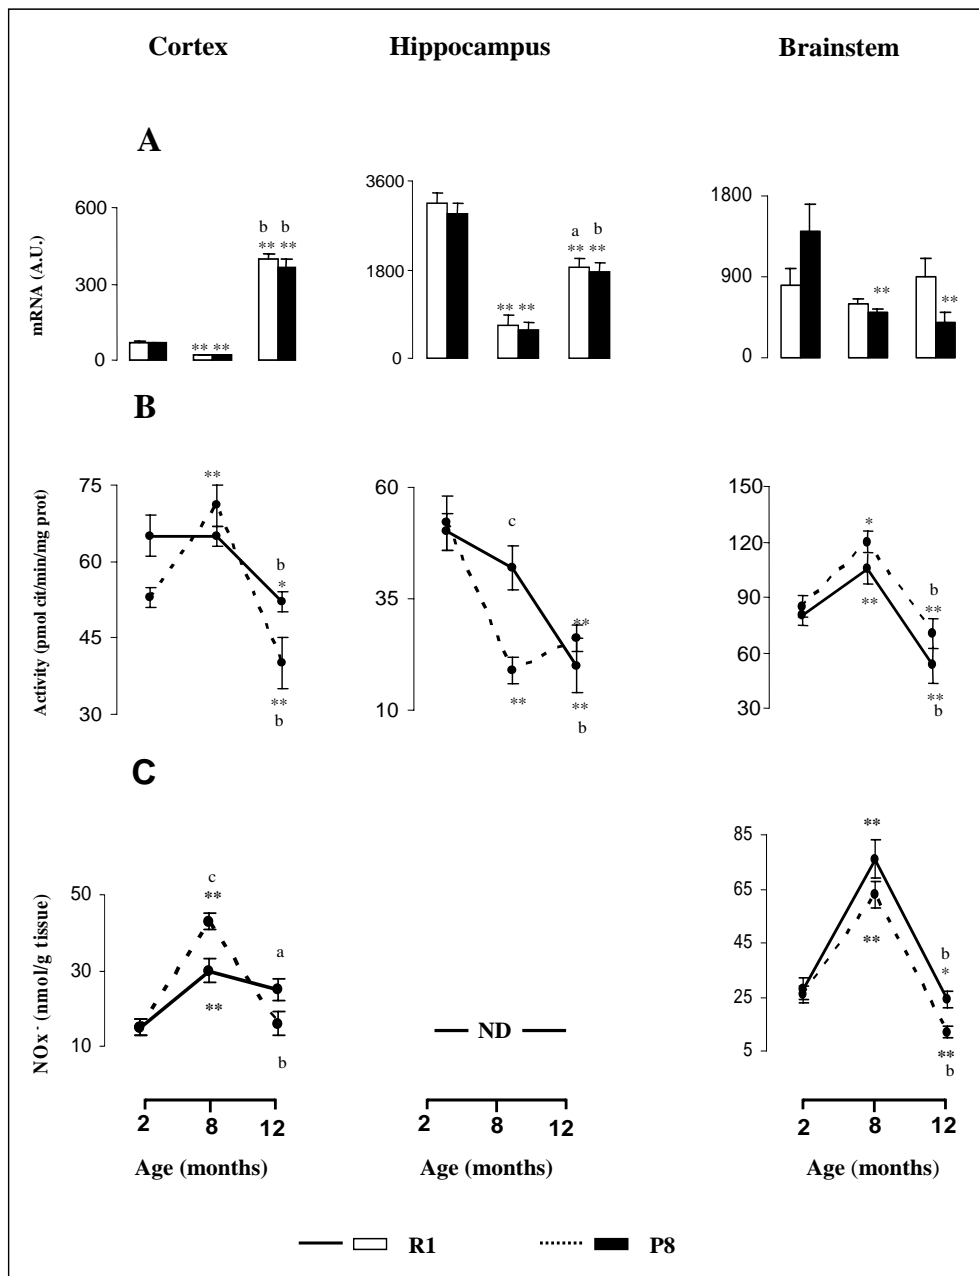 Cortex Hippocampus Brainstem
A
mRNA (A.U.)
600
300
0
** **
b b
** **
3600
1800
0
** **
a b
** **
1800
900
0
**
**
B
Activity (pmol cit/min/mg prot)
75
60
45
30
**
b
*
**
b
60
35
10
c
**
**
**
b
150
120
90
60
30
*
**
b
**
**
b
C
NOx - (nmol/g tissue)
50
30
10
c
**
**
a
b
ND
85
65
45
25
5
**
**
b
*
**
b
2 8 12
2 8 12
2 8 12
Age (months) Age (months) Age (months)
R1 P8